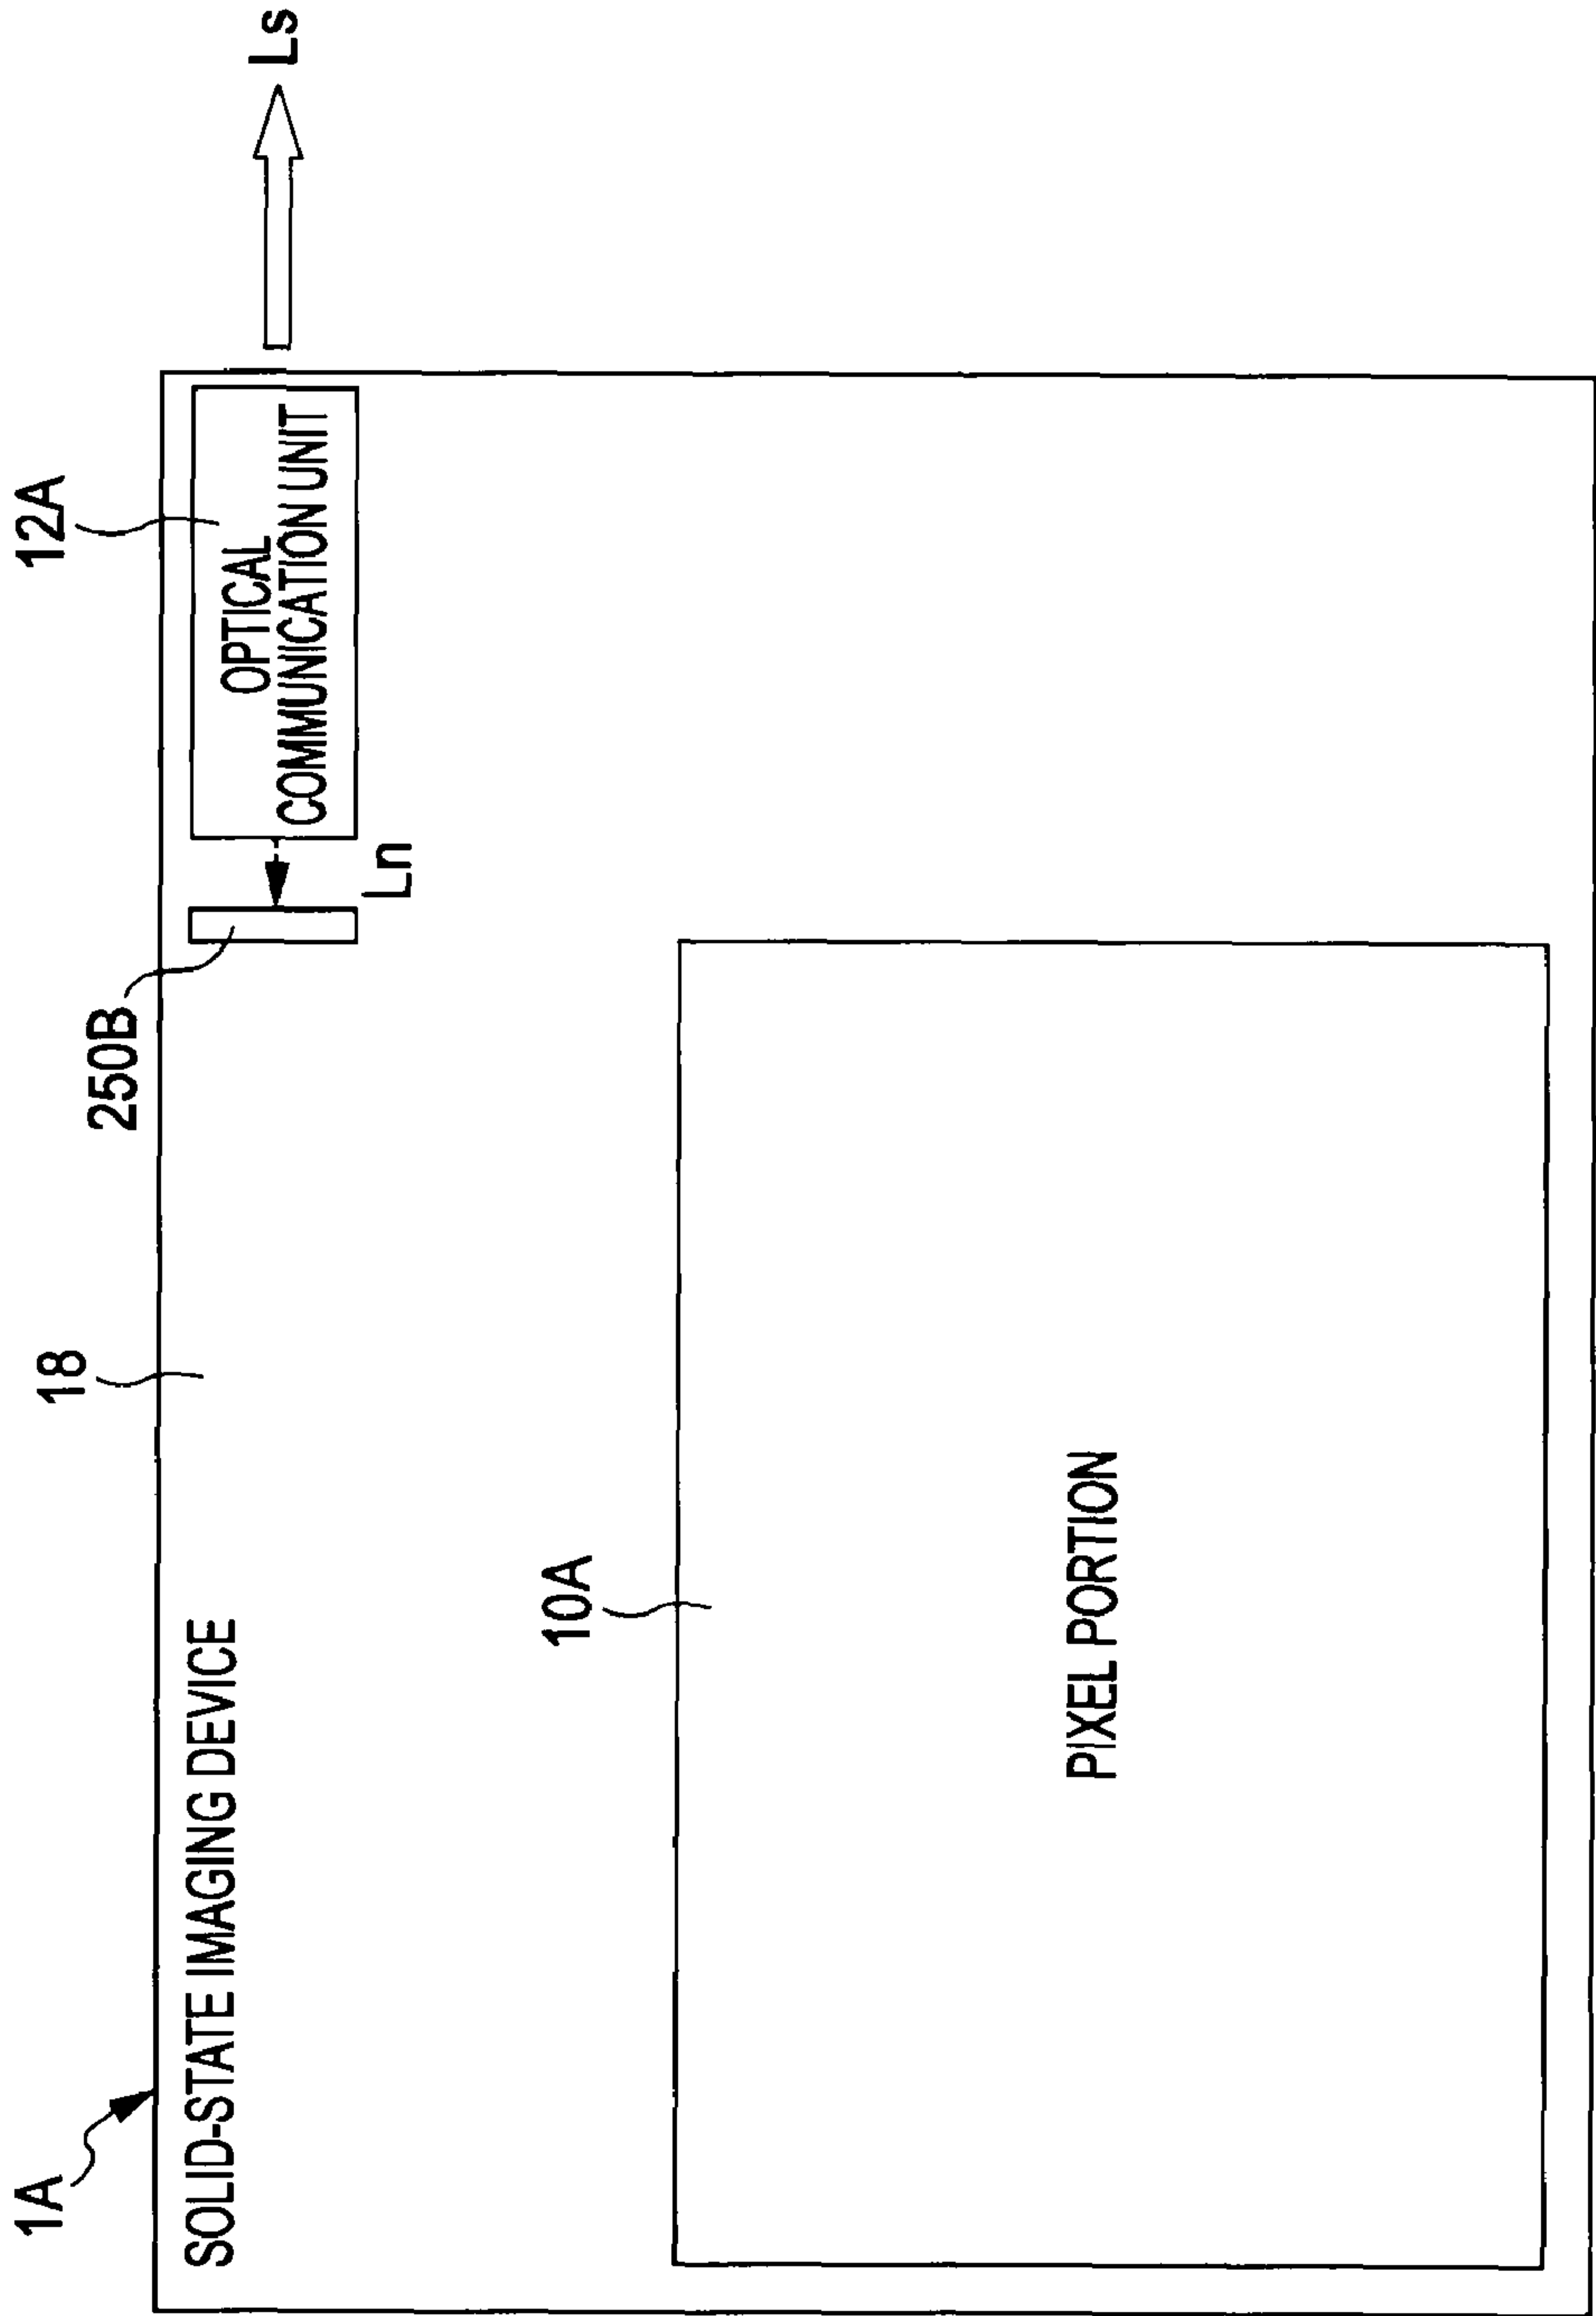 1A
18
250B
12A
SOLID-STATE IMAGING DEVICE
OPTICAL
COMMUNICATION UNIT
Ls
Ln
10A
PIXEL PORTION